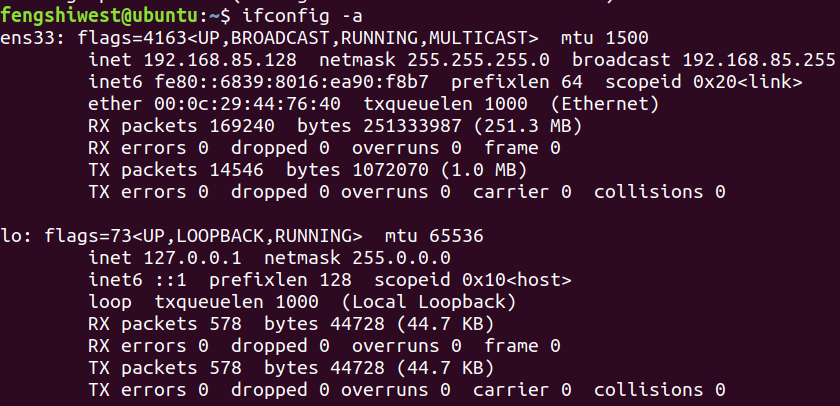 fengshiwest@ubuntu:~$ ifconfig -a
ens33: flags=4163<UP,BROADCAST,RUNNING,MULTICAST>  mtu 1500
        inet 192.168.85.128  netmask 255.255.255.0  broadcast 192.168.85.255
        inet6 fe80::6839:8016:ea90:f8b7  prefixlen 64  scopeid 0x20<link>
        ether 00:0c:29:44:76:40  txqueuelen 1000  (Ethernet)
        RX packets 169240  bytes 251333987 (251.3 MB)
        RX errors 0  dropped 0  overruns 0  frame 0
        TX packets 14546  bytes 1072070 (1.0 MB)
        TX errors 0  dropped 0 overruns 0  carrier 0  collisions 0

lo: flags=73<UP,LOOPBACK,RUNNING>  mtu 65536
        inet 127.0.0.1  netmask 255.0.0.0
        inet6 ::1  prefixlen 128  scopeid 0x10<host>
        loop  txqueuelen 1000  (Local Loopback)
        RX packets 578  bytes 44728 (44.7 KB)
        RX errors 0  dropped 0  overruns 0  frame 0
        TX packets 578  bytes 44728 (44.7 KB)
        TX errors 0  dropped 0 overruns 0  carrier 0  collisions 0